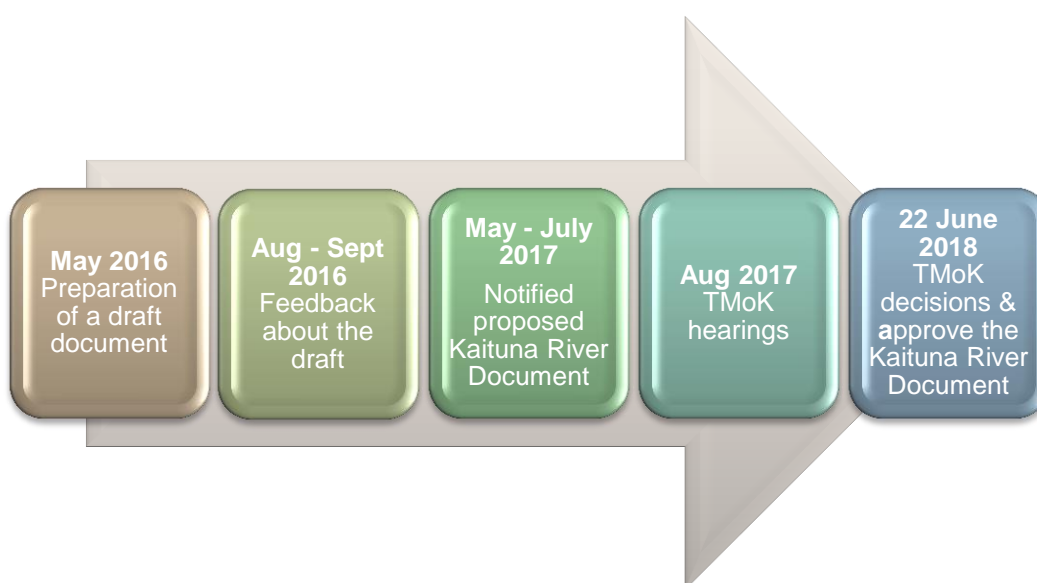 May 2016
Preparation
of a draft
document
Aug - Sept
2016
Feedback
about the
draft
May - July
2017
Notified
proposed
Kaituna River
Document
Aug 2017
TMoK
hearings
22 June
2018
TMoK
decisions &
approve the
Kaituna River
Document